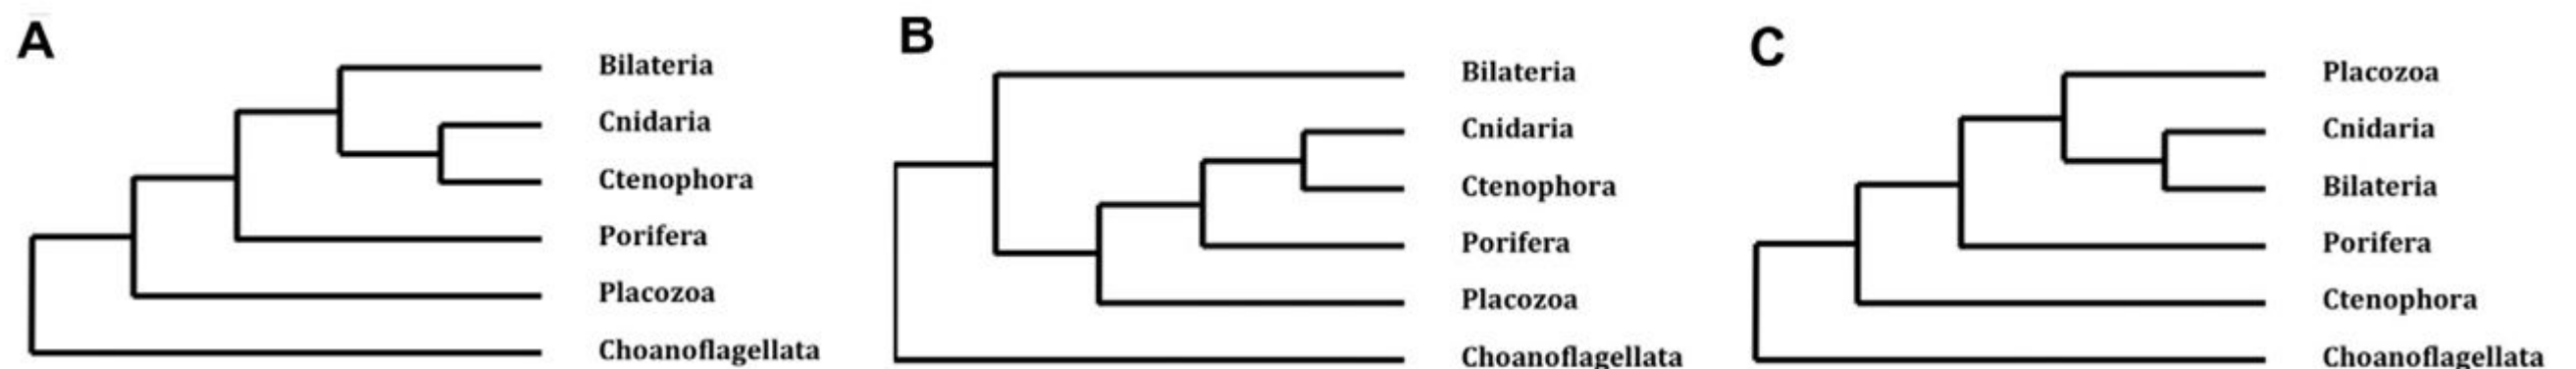 A
Bilateria
Cnidaria
Ctenophora
Porifera
Placozoa
Choanoflagellata
B
Bilateria
Cnidaria
Ctenophora
Porifera
Placozoa
Choanoflagellata
C
Placozoa
Cnidaria
Bilateria
Porifera
Ctenophora
Choanoflagellata